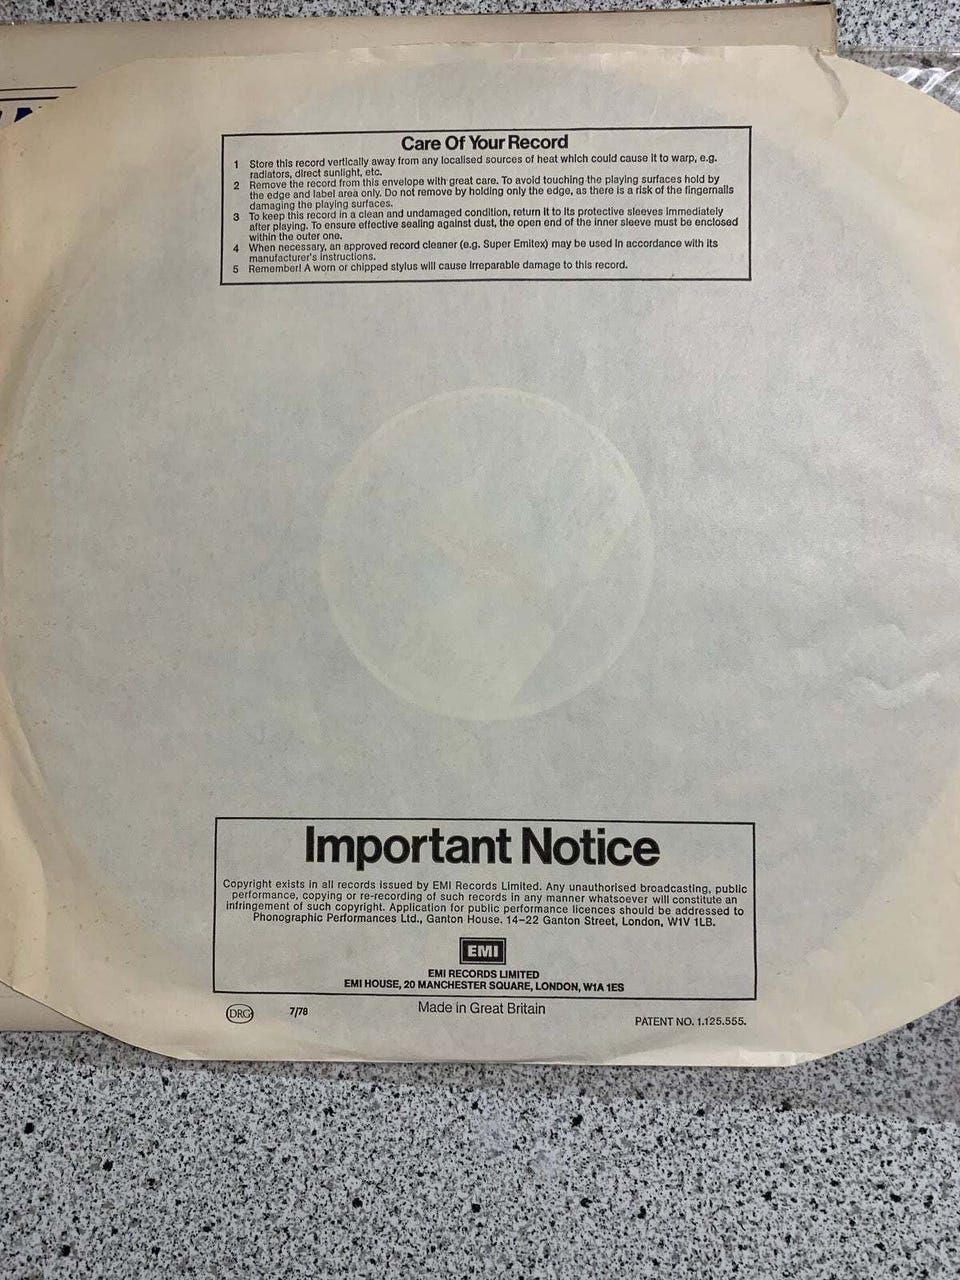 Care Of Your Record
1 Store this record vertically away from any localised sources of heat which could cause it to warp, e.g.
radiators, direct sunlight, etc.
2 Remove the record from this envelope with great care. To avoid touching the playing surfaces hold by
the edge and label area only. Do not remove by holding only the edge, as there is a risk of the fingernails
damaging the playing surfaces.
3 To keep this record in a clean and undamaged condition, return it to its protective sleeves immediately
after playing. To ensure effective sealing against dust, the open end of the inner sleeve must be enclosed
within the outer one.
4 When necessary, an approved record cleaner (e.g. Super Emitex) may be used in accordance with its
manufacturer's instructions.
5 Remember! A worn or chipped stylus will cause irreparable damage to this record.
Important Notice
Copyright exists in all records issued by EMI Records Limited. Any unauthorised broadcasting, public
performance, copying or re-recording of such records in any manner whatsoever will constitute an
infringement of such copyright. Application for public performance licences should be addressed to
Phonographic Performances Ltd., Ganton House. 14–22 Ganton Street, London, W1V 1LB.
EMI
EMI RECORDS LIMITED
EMI HOUSE, 20 MANCHESTER SQUARE, LONDON, W1A 1ES
DRG 7/78 Made in Great Britain
PATENT NO. 1.125.555.